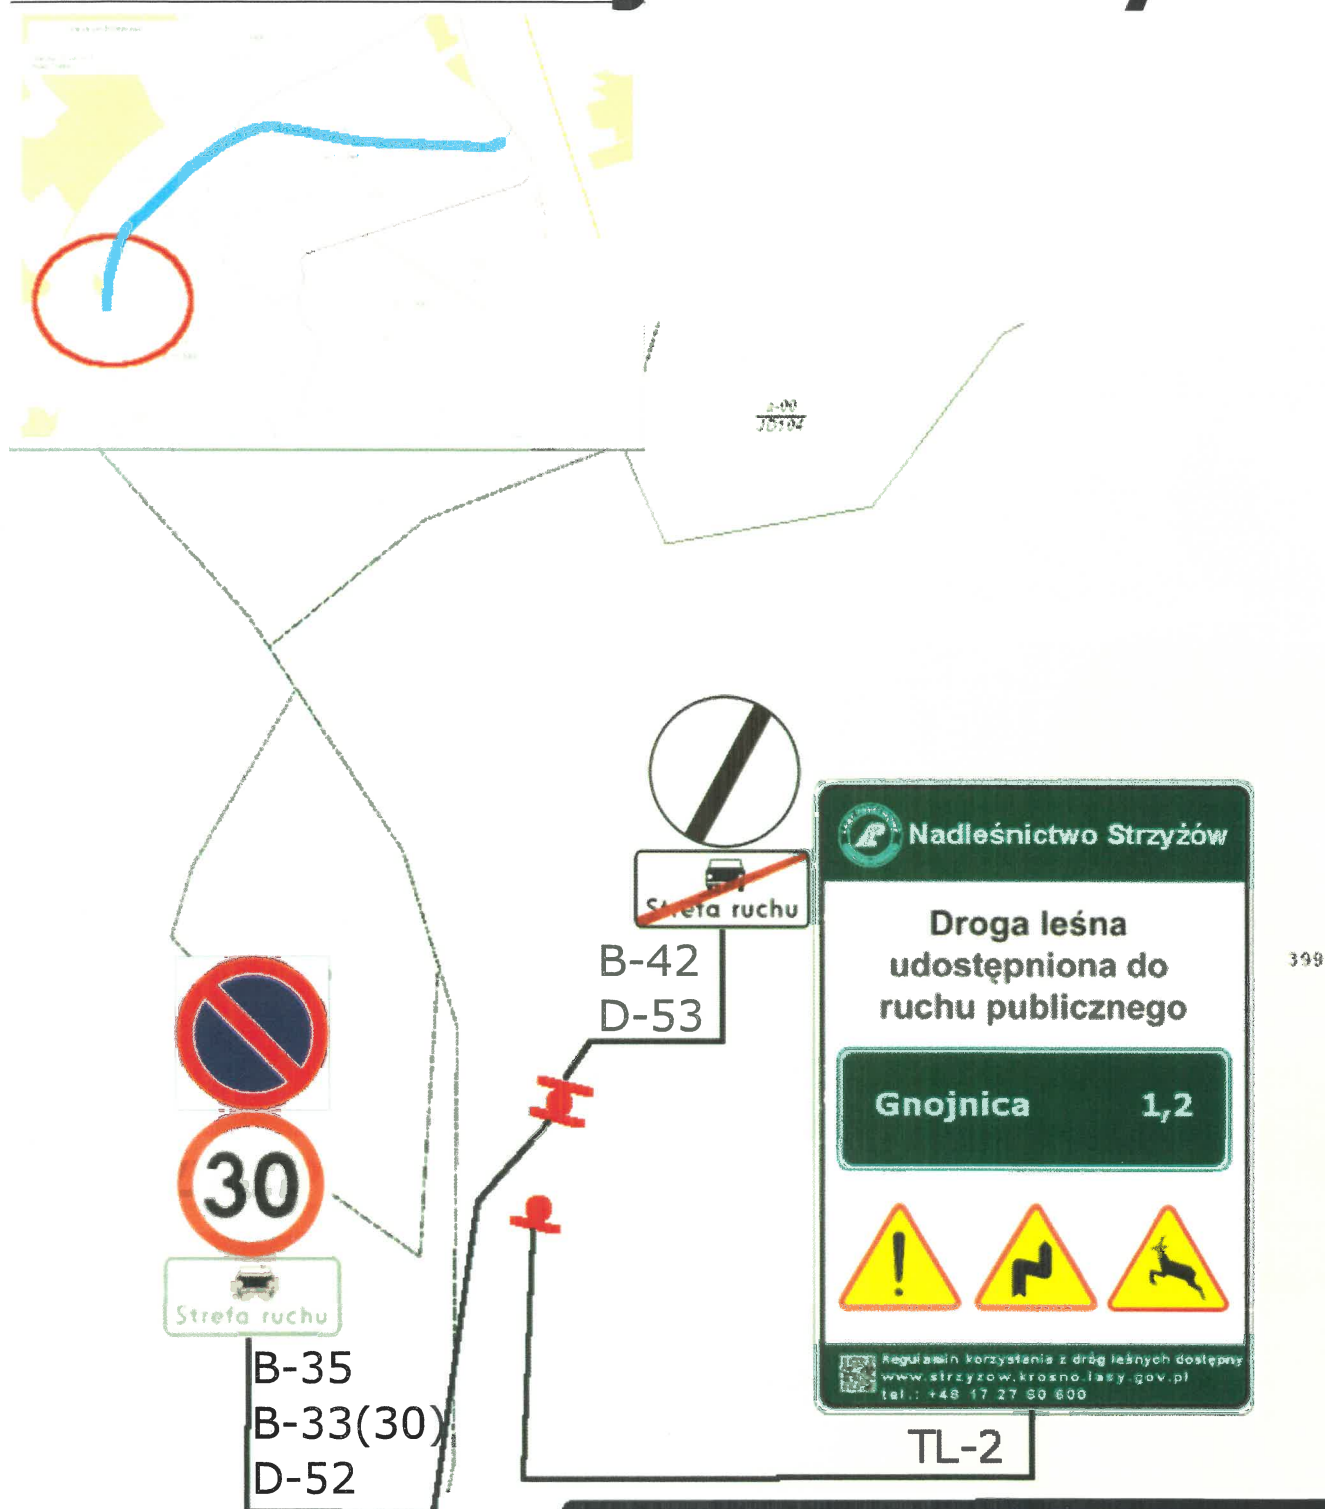 Nadleśnictwo Strzyżów
Strefa ruchu
Droga leśna
udostępniona do
ruchu publicznego
B-42
D-53
399
Gnojnica 1,2
30
Strefa ruchu
B-35
B-33(30)
D-52
Regulamin korzystania z dróg leśnych dostępny
www.strzyzow.krosno.lasy.gov.pl
tel.: +48 17 27 60 600
TL-2